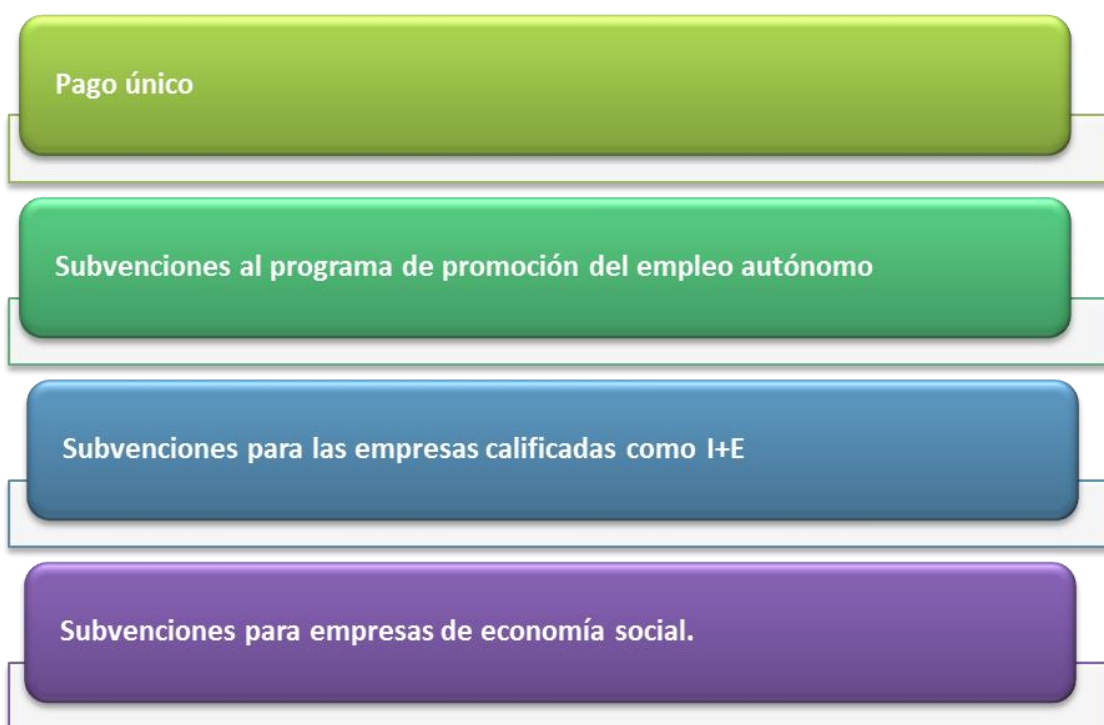 Pago único
Subvenciones al programa de promoción del empleo autónomo
Subvenciones para las empresas calificadas como I+E
Subvenciones para empresas de economía social.